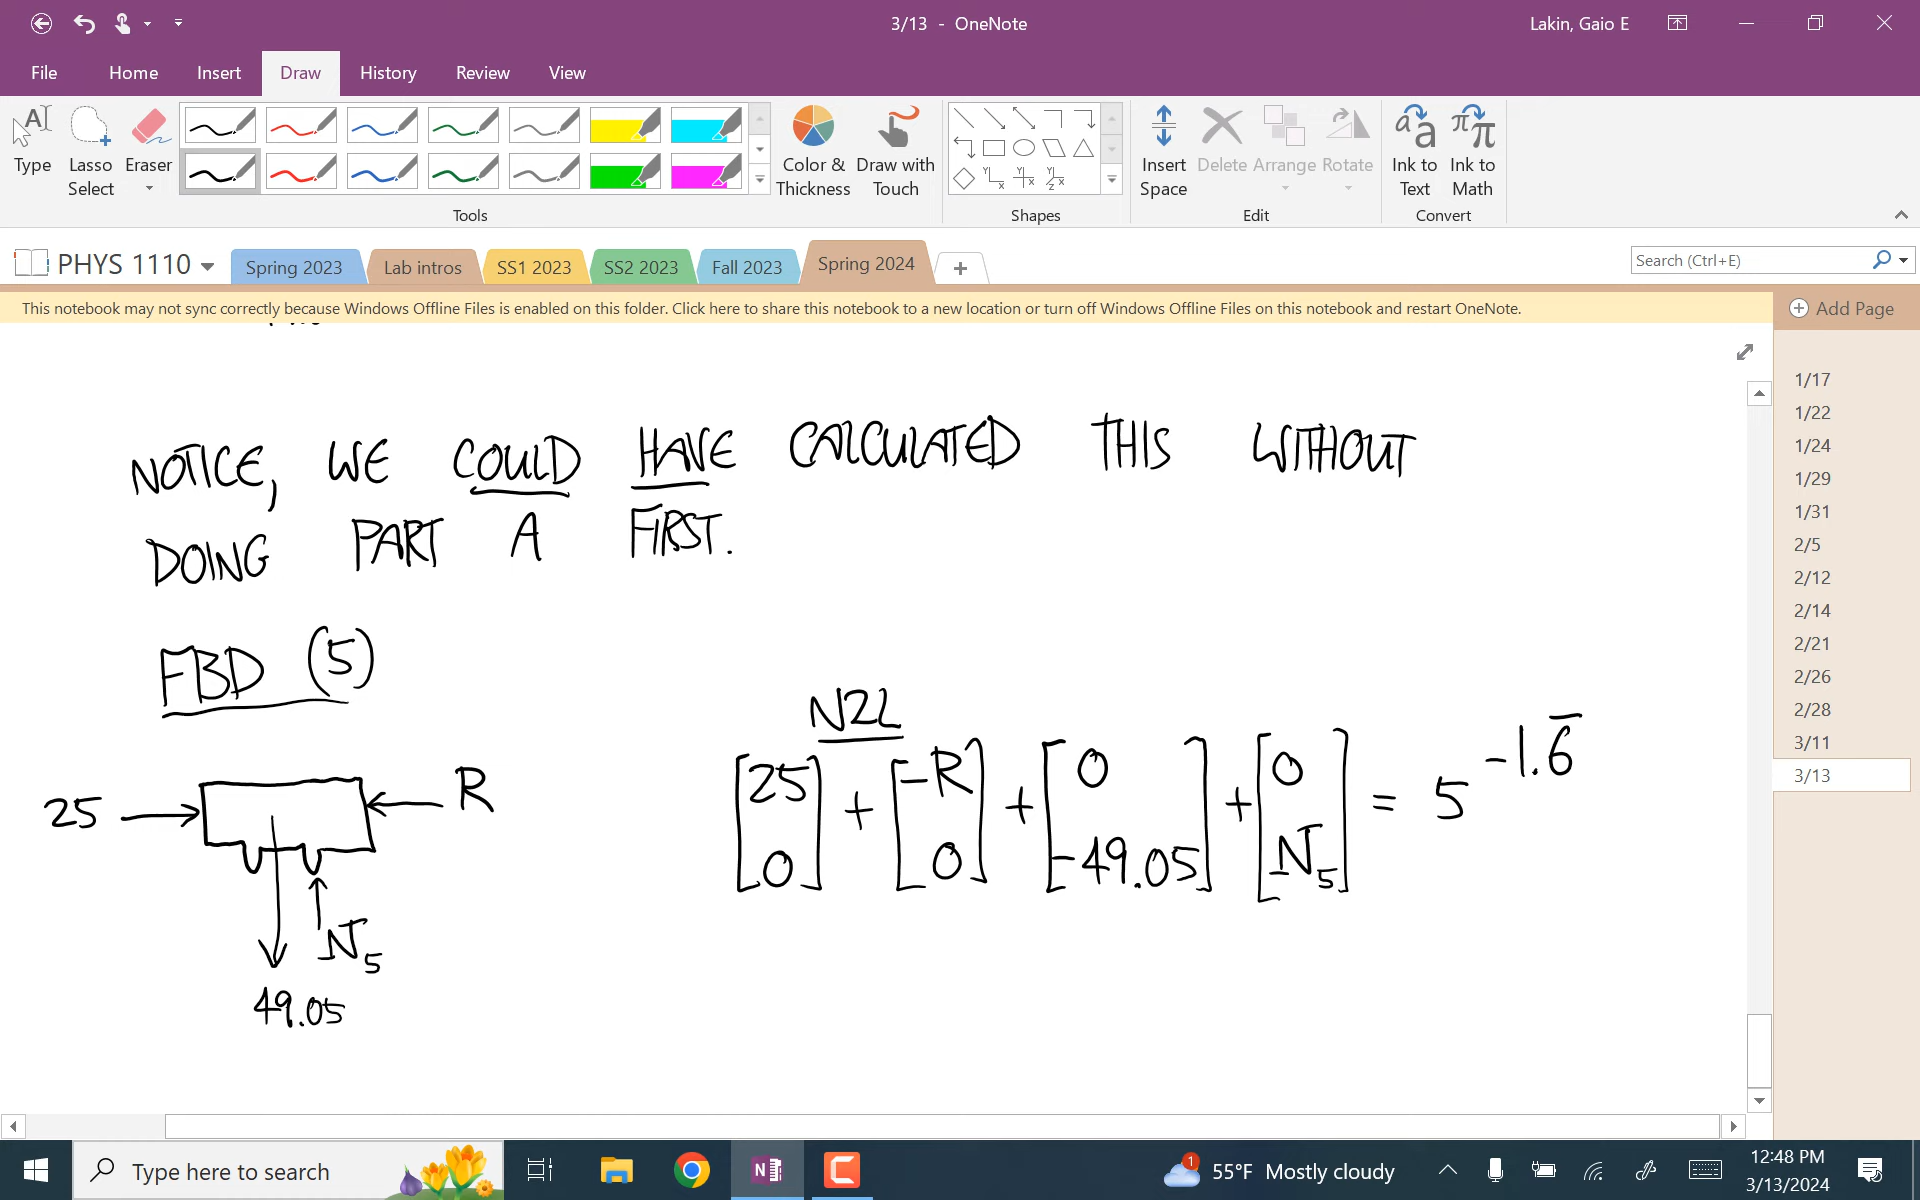 3/13 - OneNote
Lakin, Gaio E
File Home Insert Draw History Review View
Type
Lasso Select
Eraser
Color & Thickness
Draw with Touch
Insert Space
Delete Arrange Rotate
Ink to Text
Ink to Math
Tools Shapes Edit Convert
PHYS 1110
Spring 2023 Lab intros SS1 2023 SS2 2023 Fall 2023 Spring 2024
Search (Ctrl+E)
This notebook may not sync correctly because Windows Offline Files is enabled on this folder. Click here to share this notebook to a new location or turn off Windows Offline Files on this notebook and restart OneNote.
Add Page
1/17
1/22
1/24
1/29
1/31
2/5
2/12
2/14
2/21
2/26
2/28
3/11
3/13
NOTICE, WE COULD HAVE CALCULATED THIS WITHOUT
DOING PART A FIRST.
FBD (5)
25
R
N5
49.05
N2L
[25 0] + [-R 0] + [0 -49.05] + [0 N5] = 5 -1.6̅
Type here to search
1
55°F Mostly cloudy
12:48 PM
3/13/2024